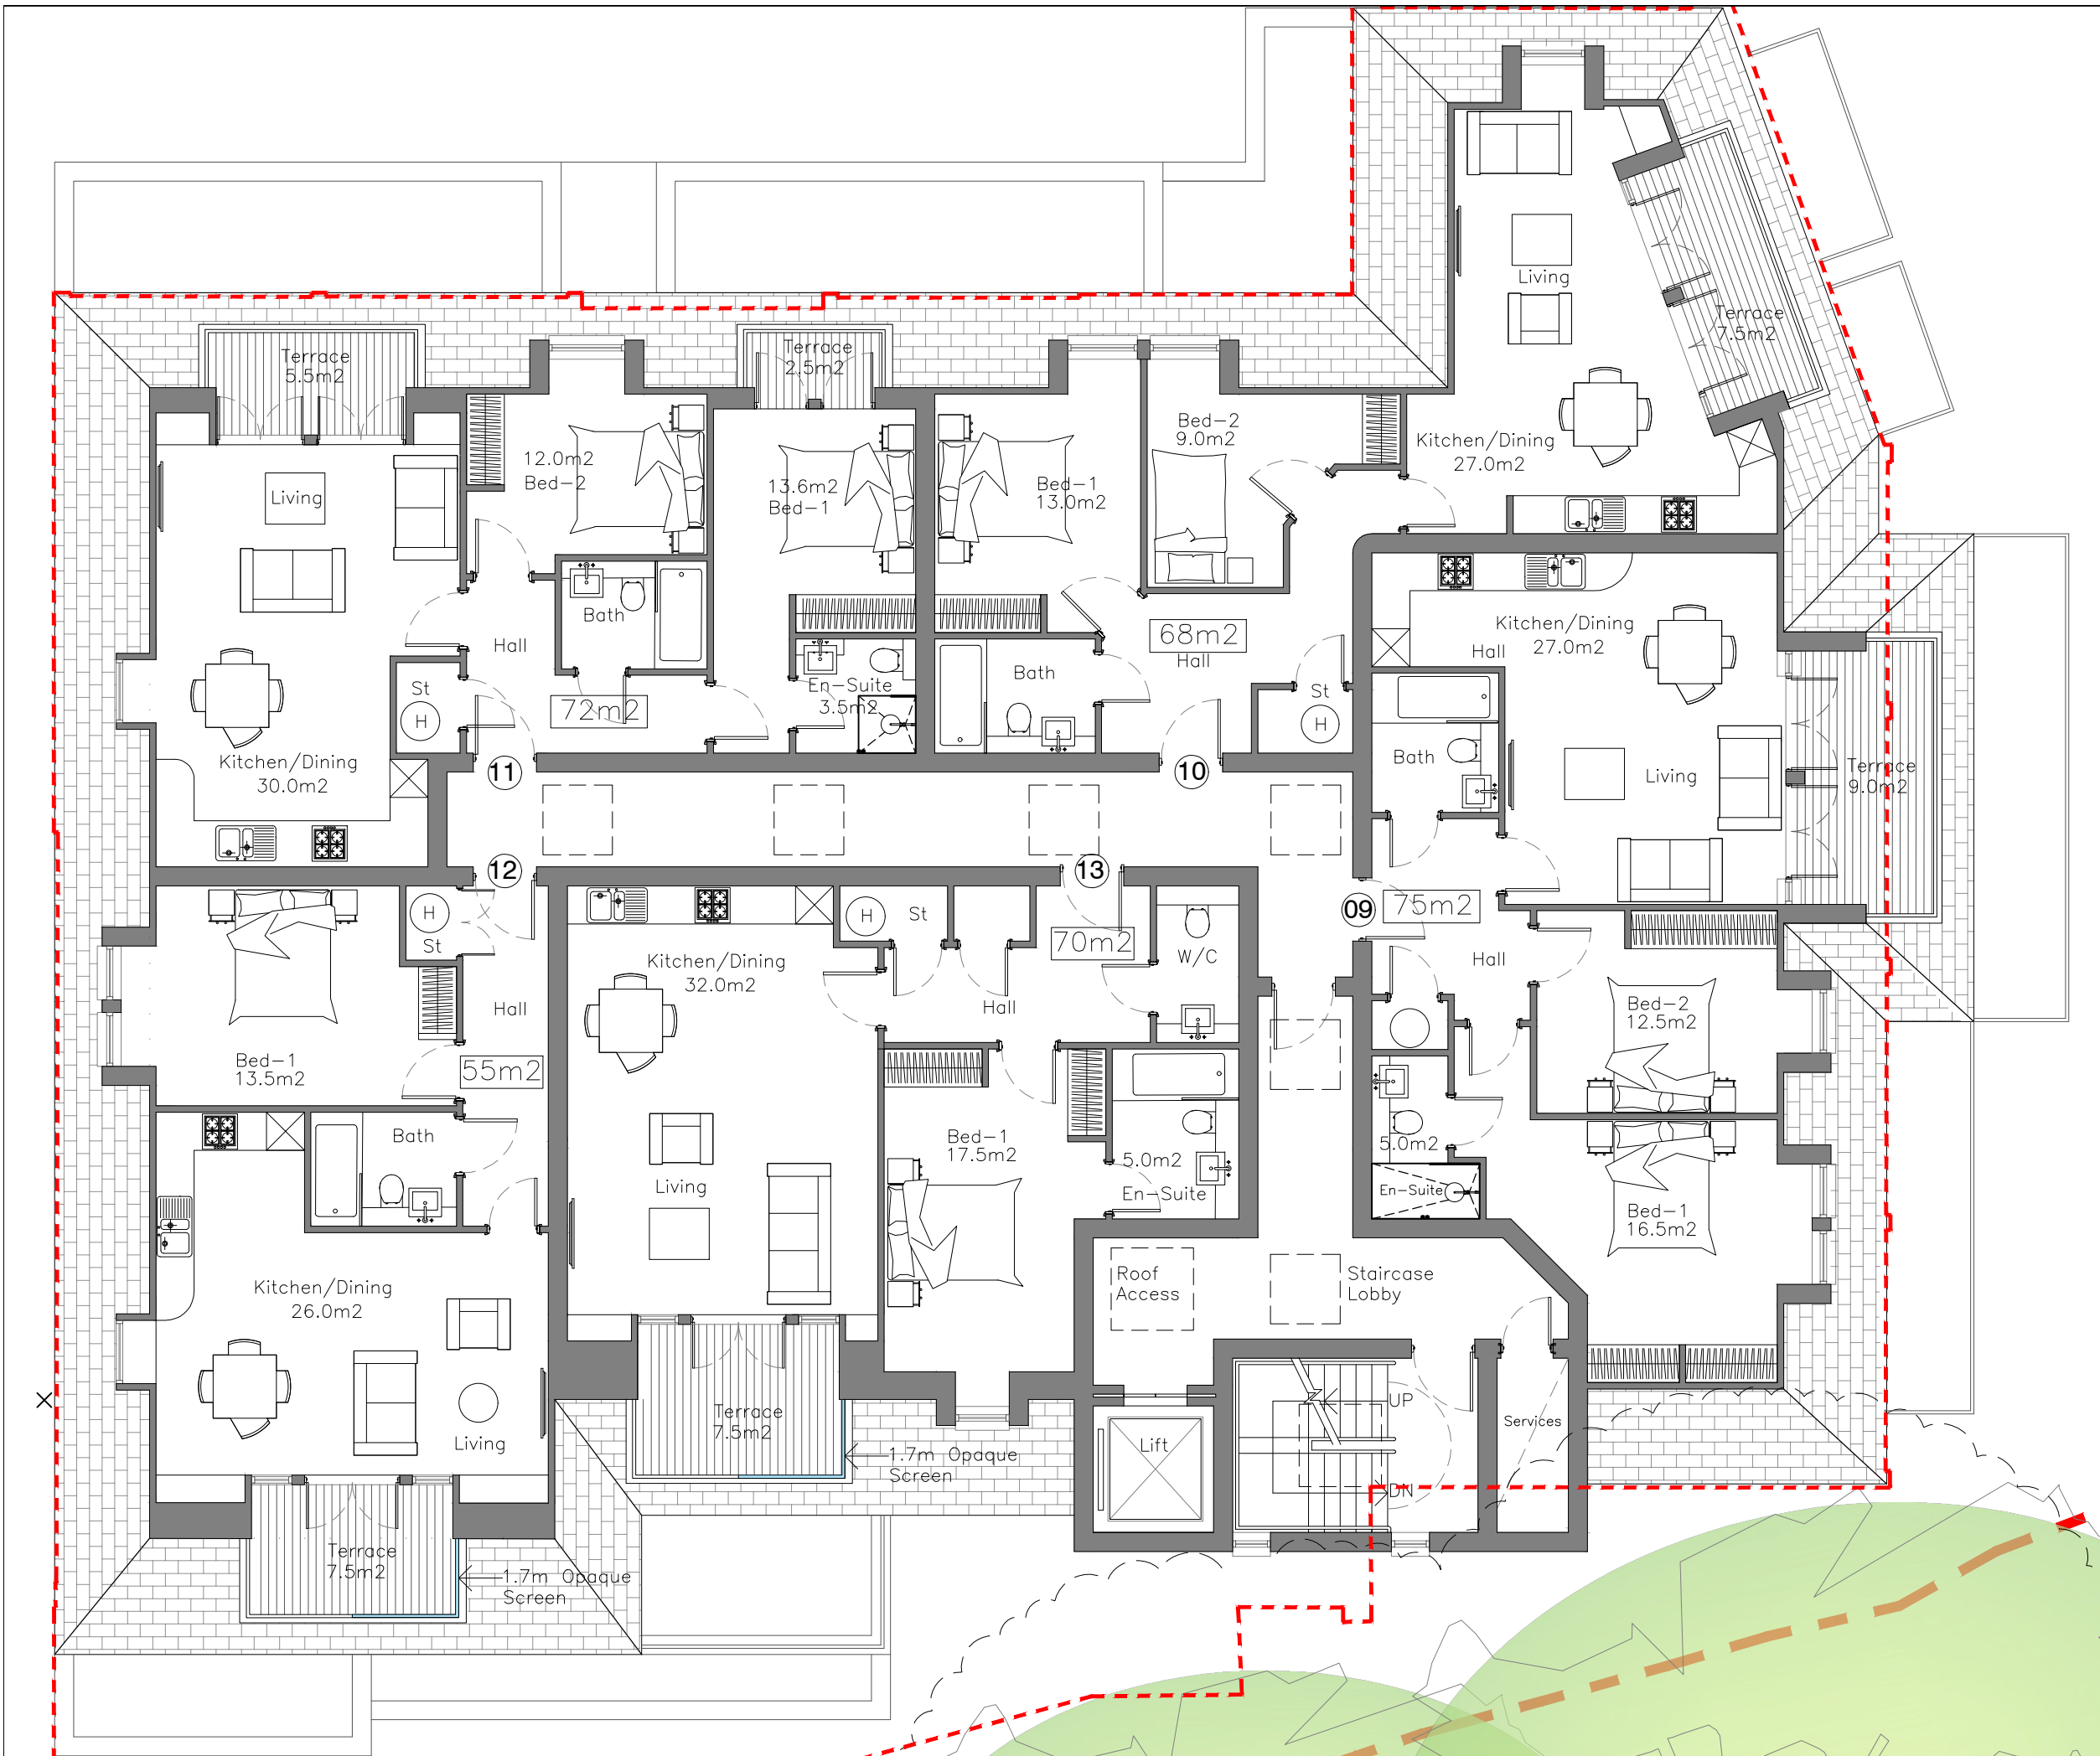 Living
Terrace
7.5m2
Terrace
5.5m2
Terrace
2.5m2
Living
12.0m2
Bed-2
13.6m2
Bed-1
Bed-1
13.0m2
Bed-2
9.0m2
Kitchen/Dining
27.0m2
Hall
Bath
St
H
72m2
En-Suite
3.5m2
Bath
68m2
Hall
St
H
Kitchen/Dining
27.0m2
Hall
Bath
Living
Terrace
9.0m2
Kitchen/Dining
30.0m2
11
10
12
13
09
75m2
H
St
Hall
55m2
Bed-1
13.5m2
Bath
Kitchen/Dining
32.0m2
H
St
70m2
W/C
Hall
Living
Bed-1
17.5m2
5.0m2
En-Suite
Hall
Bed-2
12.5m2
5.0m2
En-Suite
Bed-1
16.5m2
Kitchen/Dining
26.0m2
Living
Roof
Access
Staircase
Lobby
UP
DN
Lift
Services
Terrace
7.5m2
1.7m Opaque
Screen
Terrace
7.5m2
1.7m Opaque
Screen